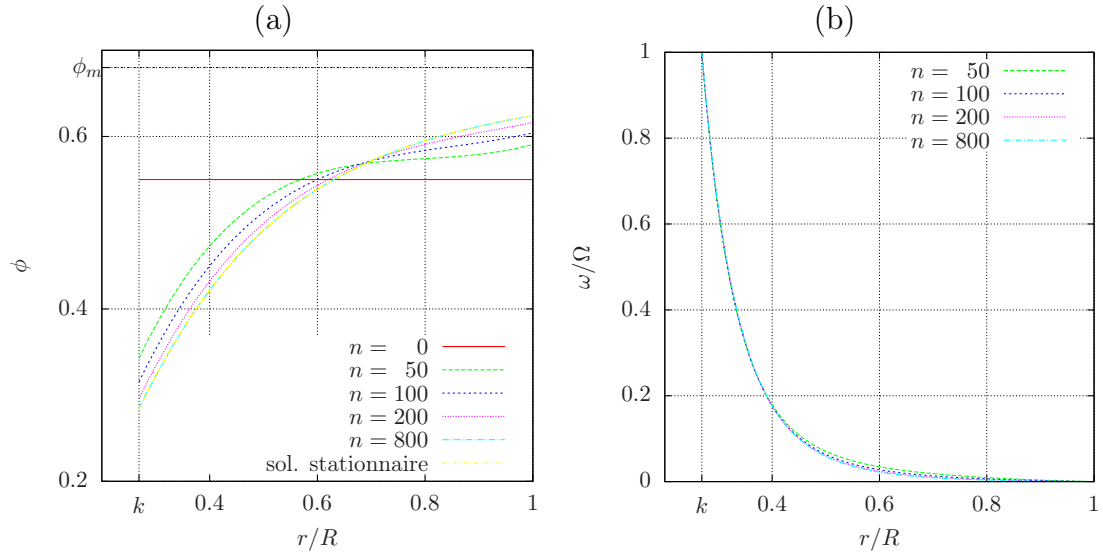 (a)
ϕ_m
0.6
0.4
0.2
ϕ
k
0.4
0.6
0.8
1
r/R
n = 0
n = 50
n = 100
n = 200
n = 800
sol. stationnaire
(b)
1
0.8
0.6
0.4
0.2
0
ω/Ω
k
0.4
0.6
0.8
1
r/R
n = 50
n = 100
n = 200
n = 800